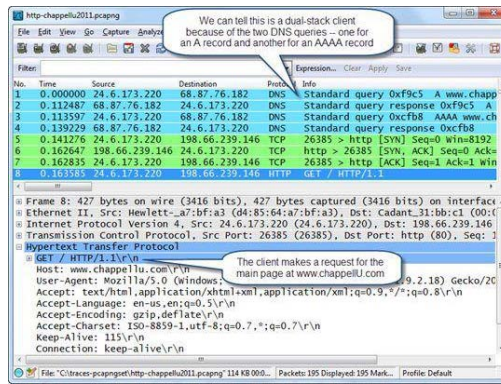 http-chappellu2011.pcapng
We can tell this is a dual-stack client
because of the two DNS queries -- one for
an A record and another for an AAAA record
File Edit View Go Capture Analyze
Filter: Expression... Clear Apply Save
No. Time Source Destination Protocol Info
1 0.000000 24.6.173.220 68.87.76.182 DNS Standard query 0xf9c5 A www.chapp
2 0.112487 68.87.76.182 24.6.173.220 DNS Standard query response 0xf9c5 A
3 0.113597 24.6.173.220 68.87.76.182 DNS Standard query 0xcfb8 AAAA www.ch
4 0.139229 68.87.76.182 24.6.173.220 DNS Standard query response 0xcfb8
5 0.141276 24.6.173.220 198.66.239.146 TCP 26385 > http [SYN] Seq=0 Win=8192
6 0.162647 198.66.239.146 24.6.173.220 TCP http > 26385 [SYN, ACK] Seq=0 Ack=
7 0.162835 24.6.173.220 198.66.239.146 TCP 26385 > http [ACK] Seq=1 Ack=1 Win
8 0.163585 24.6.173.220 198.66.239.146 HTTP GET / HTTP/1.1
Frame 8: 427 bytes on wire (3416 bits), 427 bytes captured (3416 bits) on interfac
Ethernet II, Src: Hewlett-_a7:bf:a3 (d4:85:64:a7:bf:a3), Dst: Cadant_31:bb:c1 (00:
Internet Protocol Version 4, Src: 24.6.173.220 (24.6.173.220), Dst: 198.66.239.146
Transmission Control Protocol, Src Port: 26385 (26385), Dst Port: http (80), Seq: 1
Hypertext Transfer Protocol
GET / HTTP/1.1\r\n
Host: www.chappellu.com\r\n
The client makes a request for the
main page at www.chappellU.com
User-Agent: Mozilla/5.0 (Windows; .9.2.18) Gecko/20
Accept: text/html,application/xhtml+xml,application/xml;q=0.9,*/*;q=0.8\r\n
Accept-Language: en-us,en;q=0.5\r\n
Accept-Encoding: gzip,deflate\r\n
Accept-Charset: ISO-8859-1,utf-8;q=0.7,*;q=0.7\r\n
Keep-Alive: 115\r\n
Connection: keep-alive\r\n
File: "C:\traces-pcapngset\http-chappellu2011.pcapng" 114 KB 00:0... Packets: 195 Displayed: 195 Mark... Profile: Default